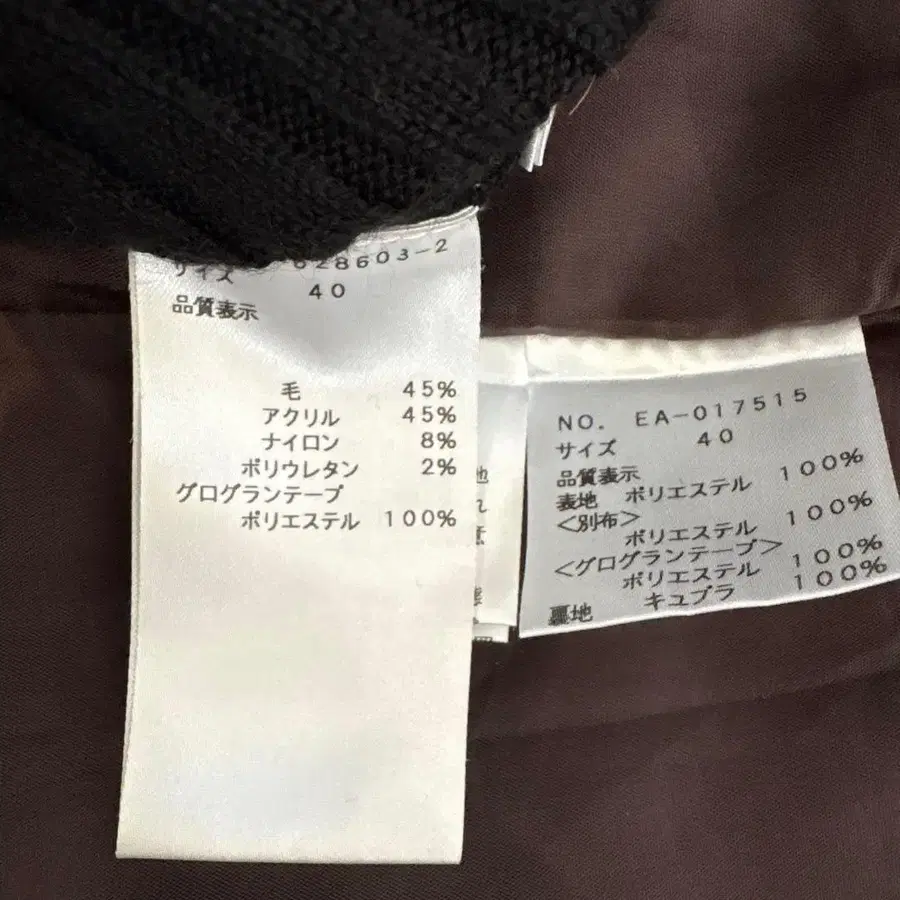 628603-2
サイズ 40
品質表示
毛 45%
アクリル 45%
ナイロン 8%
ポリウレタン 2%
グログランテープ
ポリエステル 100%
NO. EA-017515
サイズ 40
品質表示
表地 ポリエステル 100%
<別布>
ポリエステル 100%
<グログランテープ>
ポリエステル 100%
裏地 キュプラ 100%
地
れ
意